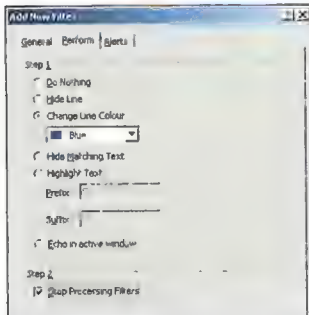 Add New Filter
General Perform Alerts
Step 1
Do Nothing
Hide Line
Change Line Colour
Blue
Hide Matching Text
Highlight Text
Prefix
Suffix
Echo in active window
Step 2
Stop Processing Filters